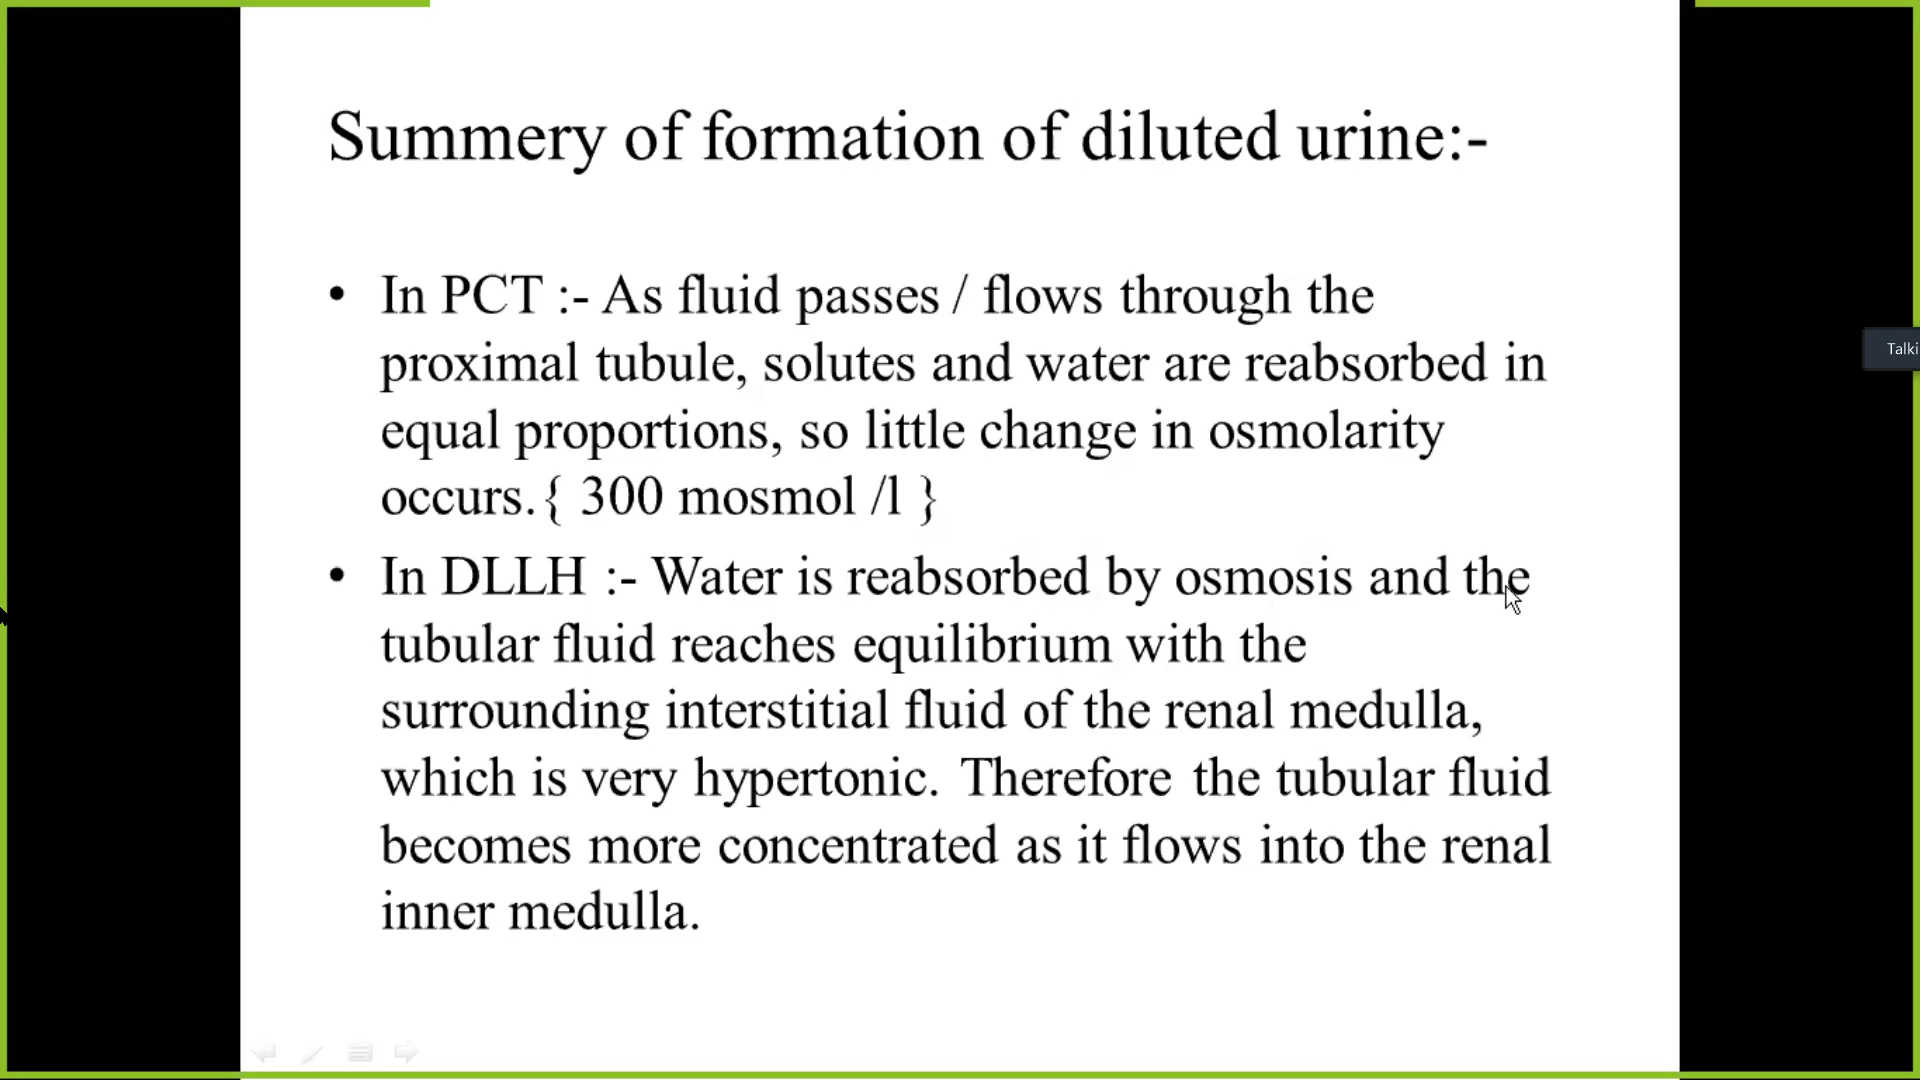 Summery of formation of diluted urine:-
• In PCT :- As fluid passes / flows through the
proximal tubule, solutes and water are reabsorbed in
equal proportions, so little change in osmolarity
occurs.{ 300 mosmol /l }
• In DLLH :- Water is reabsorbed by osmosis and the
tubular fluid reaches equilibrium with the
surrounding interstitial fluid of the renal medulla,
which is very hypertonic. Therefore the tubular fluid
becomes more concentrated as it flows into the renal
inner medulla.
Talki